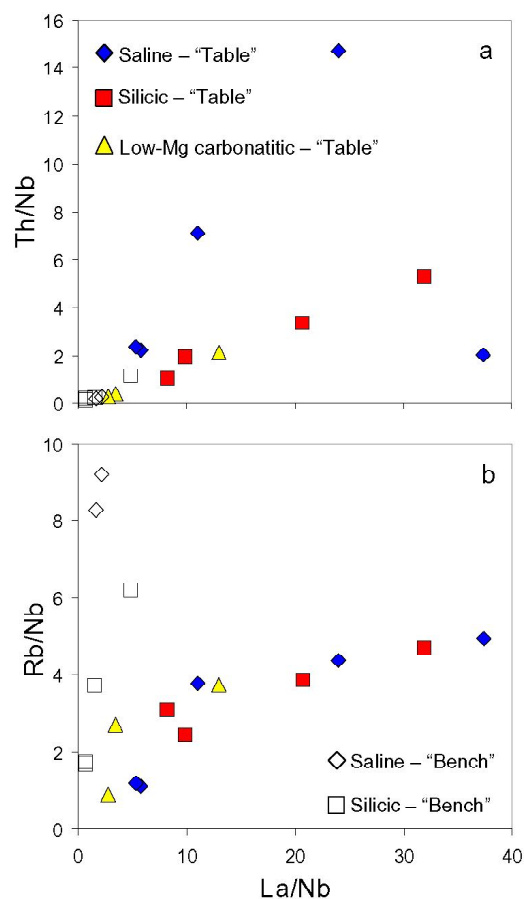 16
14
12
10
8
6
4
2
0
Th/Nb
a
Saline – “Table”
Silicic – “Table”
Low-Mg carbonatitic – “Table”
10
8
6
4
2
0
Rb/Nb
b
Saline – “Bench”
Silicic – “Bench”
0 10 20 30 40
La/Nb